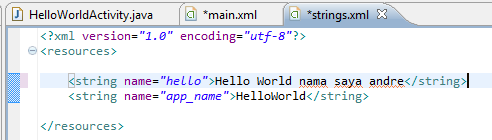 HelloWorldActivity.java *main.xml *strings.xml
<?xml version="1.0" encoding="utf-8"?>
<resources>
<string name="hello">Hello World nama saya andre</string>
<string name="app_name">HelloWorld</string>
</resources>